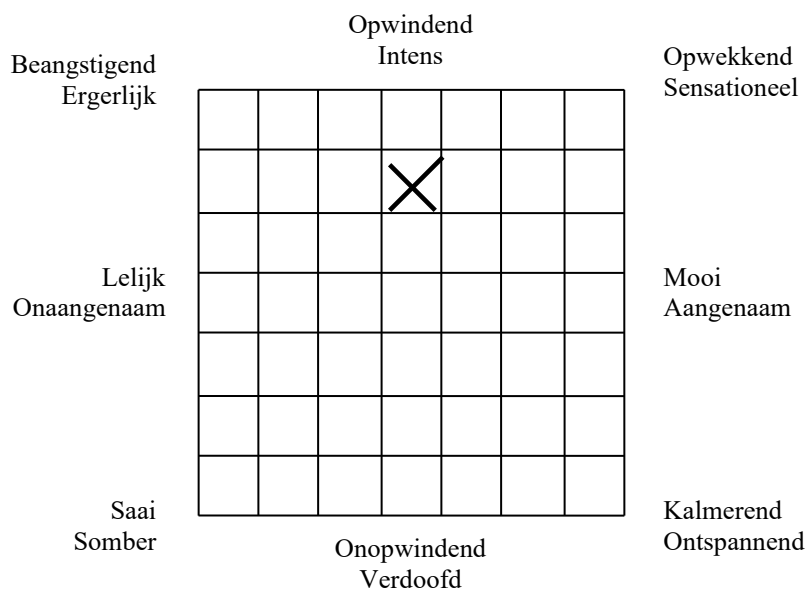 Opwindend
Intens
Beangstigend
Ergerlijk
Opwekkend
Sensationeel
Lelijk
Onaangenaam
Mooi
Aangenaam
Saai
Somber
Kalmerend
Ontspannend
Onopwindend
Verdoofd